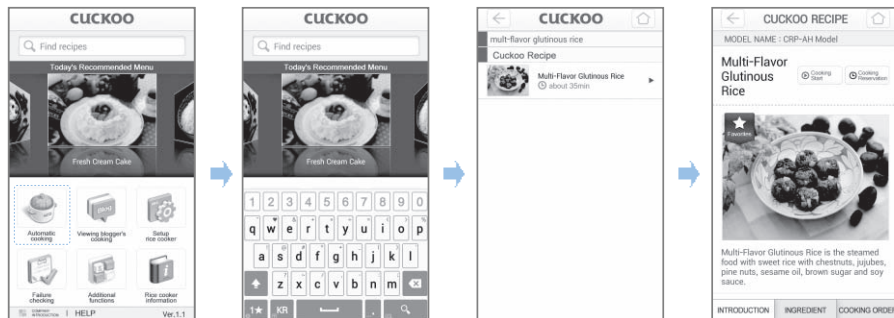 CUCKOO
Find recipes
Today's Recommended Menu
Fresh Cream Cake
Automatic
cooking
Viewing blogger's
cooking
Setup
rice cooker
Failure
checking
Additional
functions
Rice cooker
information
COMPANY
INTRODUCTION
HELP
Ver.1.1
CUCKOO
Find recipes
Today's Recommended Menu
Fresh Cream Cake
1 2 3 4 5 6 7 8 9 0
q w e r t y u i o p
a s d f g h j k l
z x c v b n m
1★ KR .
CUCKOO
mult-flavor glutinous rice
Cuckoo Recipe
Multi-Flavor Glutinous Rice
about 35min
CUCKOO RECIPE
MODEL NAME : CRP-AH Model
Multi-Flavor
Glutinous
Rice
Cooking
Start
Cooking
Reservation
Favorites
Multi-Flavor Glutinous Rice is the steamed
food with sweet rice with chestnuts, jujubes,
pine nuts, sesame oil, brown sugar and soy
sauce.
INTRODUCTION INGREDIENT COOKING ORDER